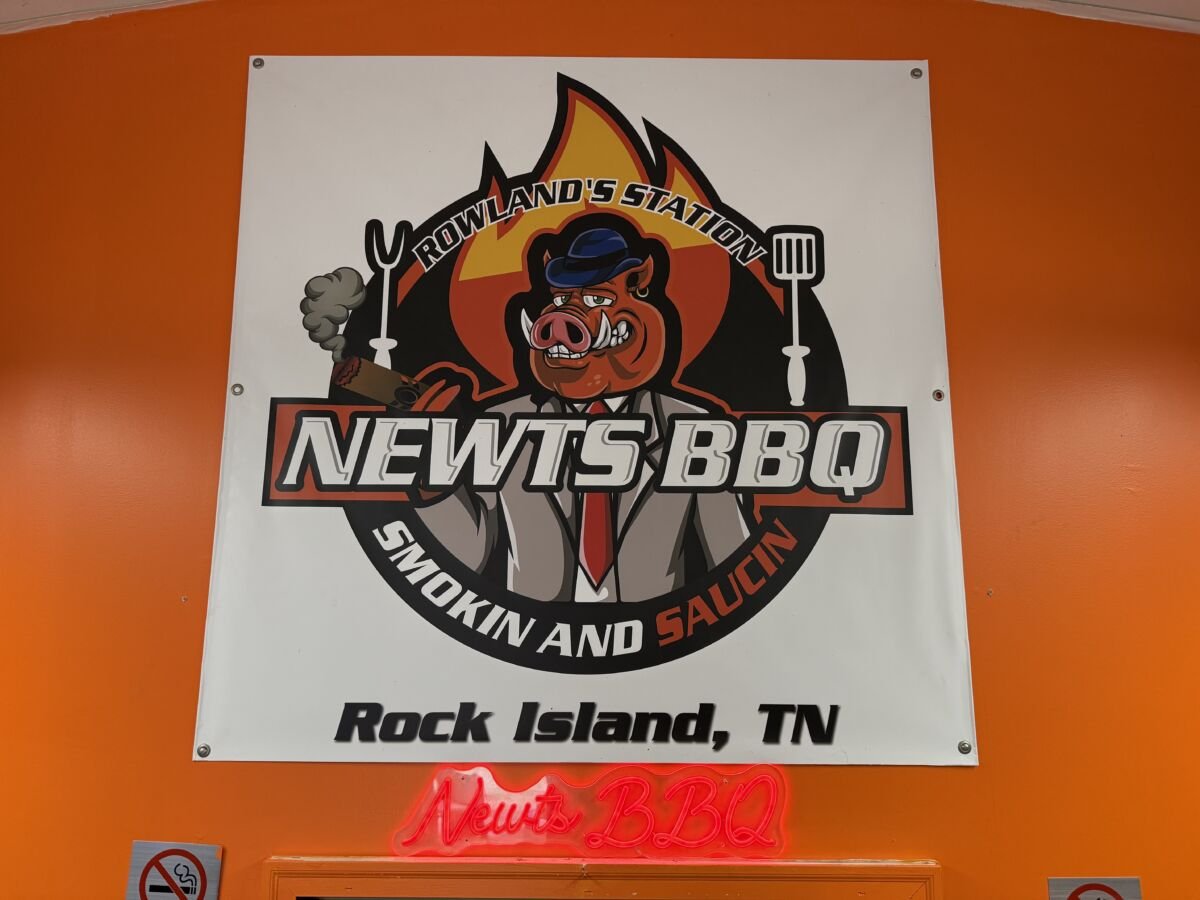 ROWLAND'S STATION
NEWTS BBQ
SMOKIN AND SAUCIN
Rock Island, TN
Newts BBQ